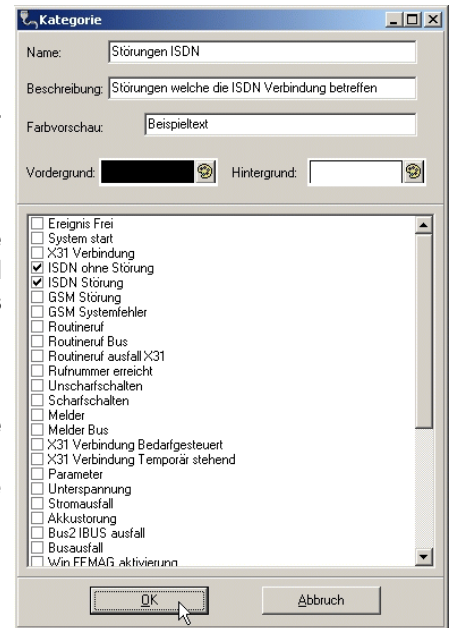 Kategorie
Name: Störungen ISDN
Beschreibung: Störungen welche die ISDN Verbindung betreffen
Farbvorschau: Beispieltext
Vordergrund: Hintergrund:
Ereignis Frei
System start
X31 Verbindung
ISDN ohne Störung
ISDN Störung
GSM Störung
GSM Systemfehler
Routineruf
Routineruf Bus
Routineruf ausfall X31
Rufnummer erreicht
Unscharfschalten
Scharfschalten
Melder
Melder Bus
X31 Verbindung Bedarfgesteuert
X31 Verbindung Temporär stehend
Parameter
Unterspannung
Stromausfall
Akkustorung
Bus2 IBUS ausfall
Busausfall
Win FEMAG aktivierung
OK Abbruch